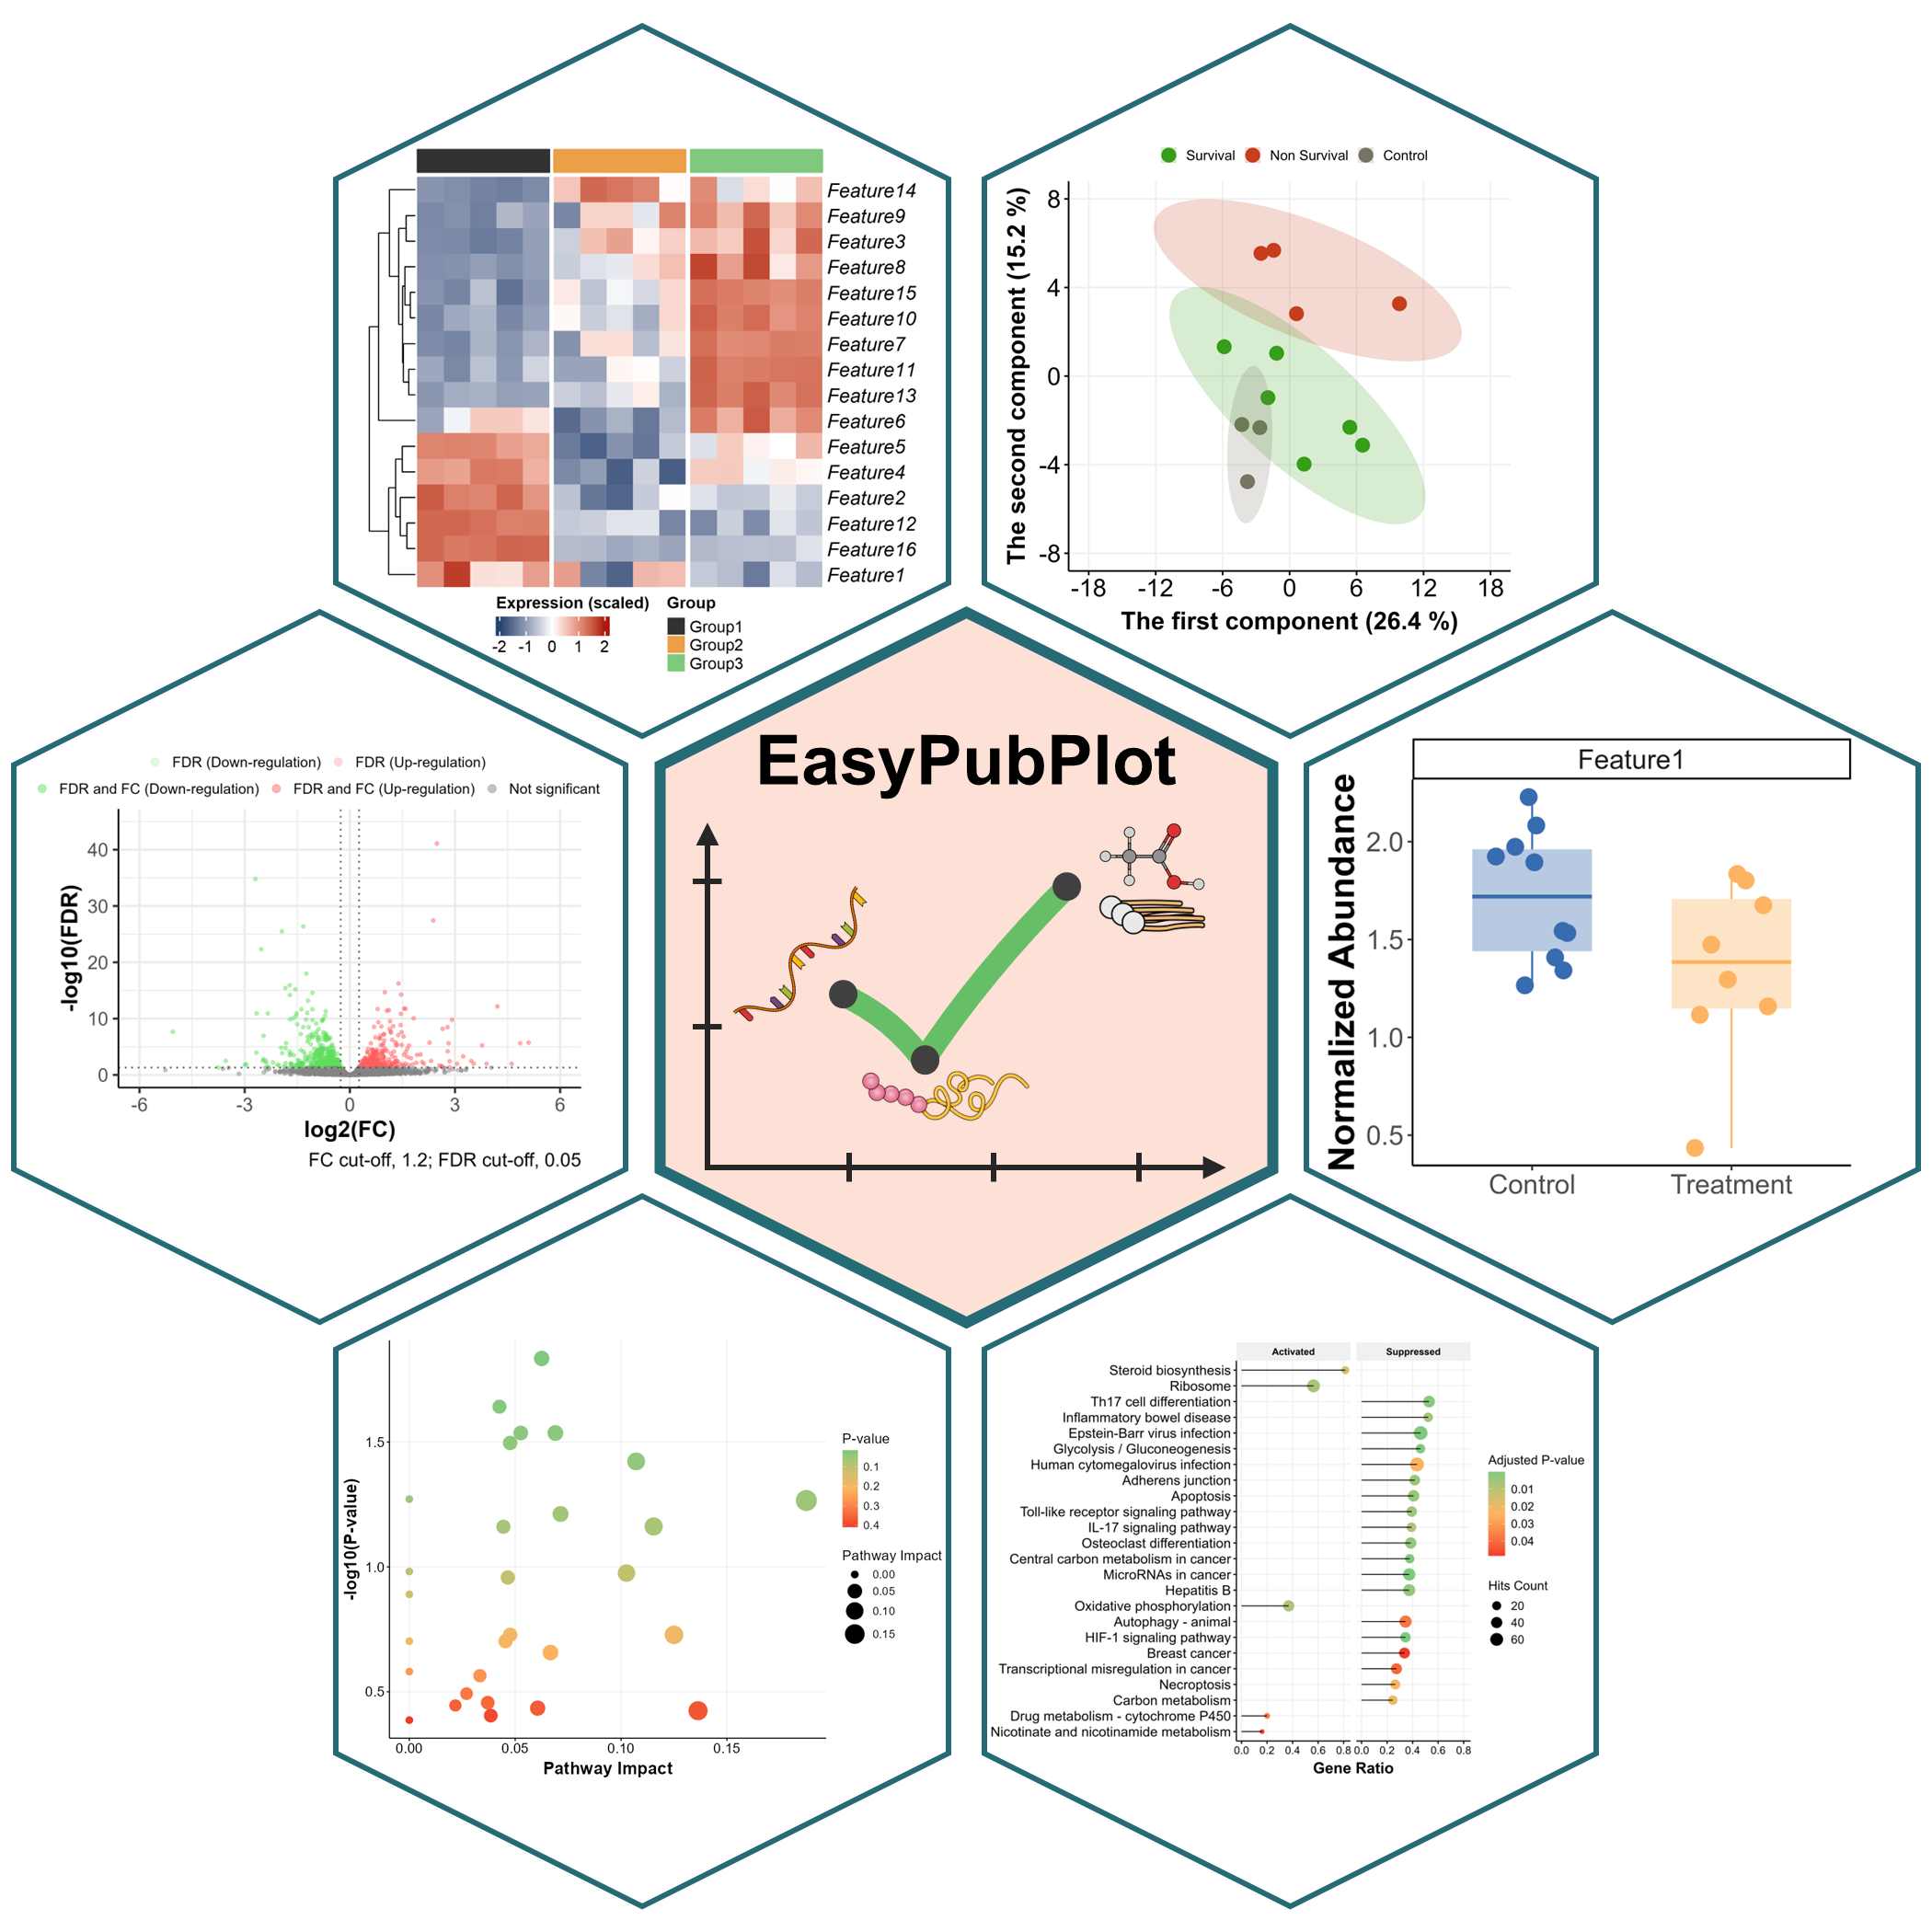 Feature14
Feature9
Feature3
Feature8
Feature15
Feature10
Feature7
Feature11
Feature13
Feature6
Feature5
Feature4
Feature2
Feature12
Feature16
Feature1
Expression (scaled)
-2 -1 0 1 2
Group
Group1
Group2
Group3
Survival Non Survival Control
The second component (15.2 %)
8
4
0
-4
-8
-18 -12 -6 0 6 12 18
The first component (26.4 %)
FDR (Down-regulation) FDR (Up-regulation)
FDR and FC (Down-regulation) FDR and FC (Up-regulation) Not significant
-log10(FDR)
40
30
20
10
0
-6 -3 0 3 6
log2(FC)
FC cut-off, 1.2; FDR cut-off, 0.05
EasyPubPlot
Feature1
Normalized Abundance
2.0
1.5
1.0
0.5
Control Treatment
-log10(P-value)
1.5
1.0
0.5
0.00 0.05 0.10 0.15
Pathway Impact
P-value
0.1
0.2
0.3
0.4
Pathway Impact
0.00
0.05
0.10
0.15
Activated Suppressed
Steroid biosynthesis
Ribosome
Th17 cell differentiation
Inflammatory bowel disease
Epstein-Barr virus infection
Glycolysis / Gluconeogenesis
Human cytomegalovirus infection
Adherens junction
Apoptosis
Toll-like receptor signaling pathway
IL-17 signaling pathway
Osteoclast differentiation
Central carbon metabolism in cancer
MicroRNAs in cancer
Hepatitis B
Oxidative phosphorylation
Autophagy - animal
HIF-1 signaling pathway
Breast cancer
Transcriptional misregulation in cancer
Necroptosis
Carbon metabolism
Drug metabolism - cytochrome P450
Nicotinate and nicotinamide metabolism
0.0 0.2 0.4 0.6 0.8 0.0 0.2 0.4 0.6 0.8
Gene Ratio
Adjusted P-value
0.01
0.02
0.03
0.04
Hits Count
20
40
60